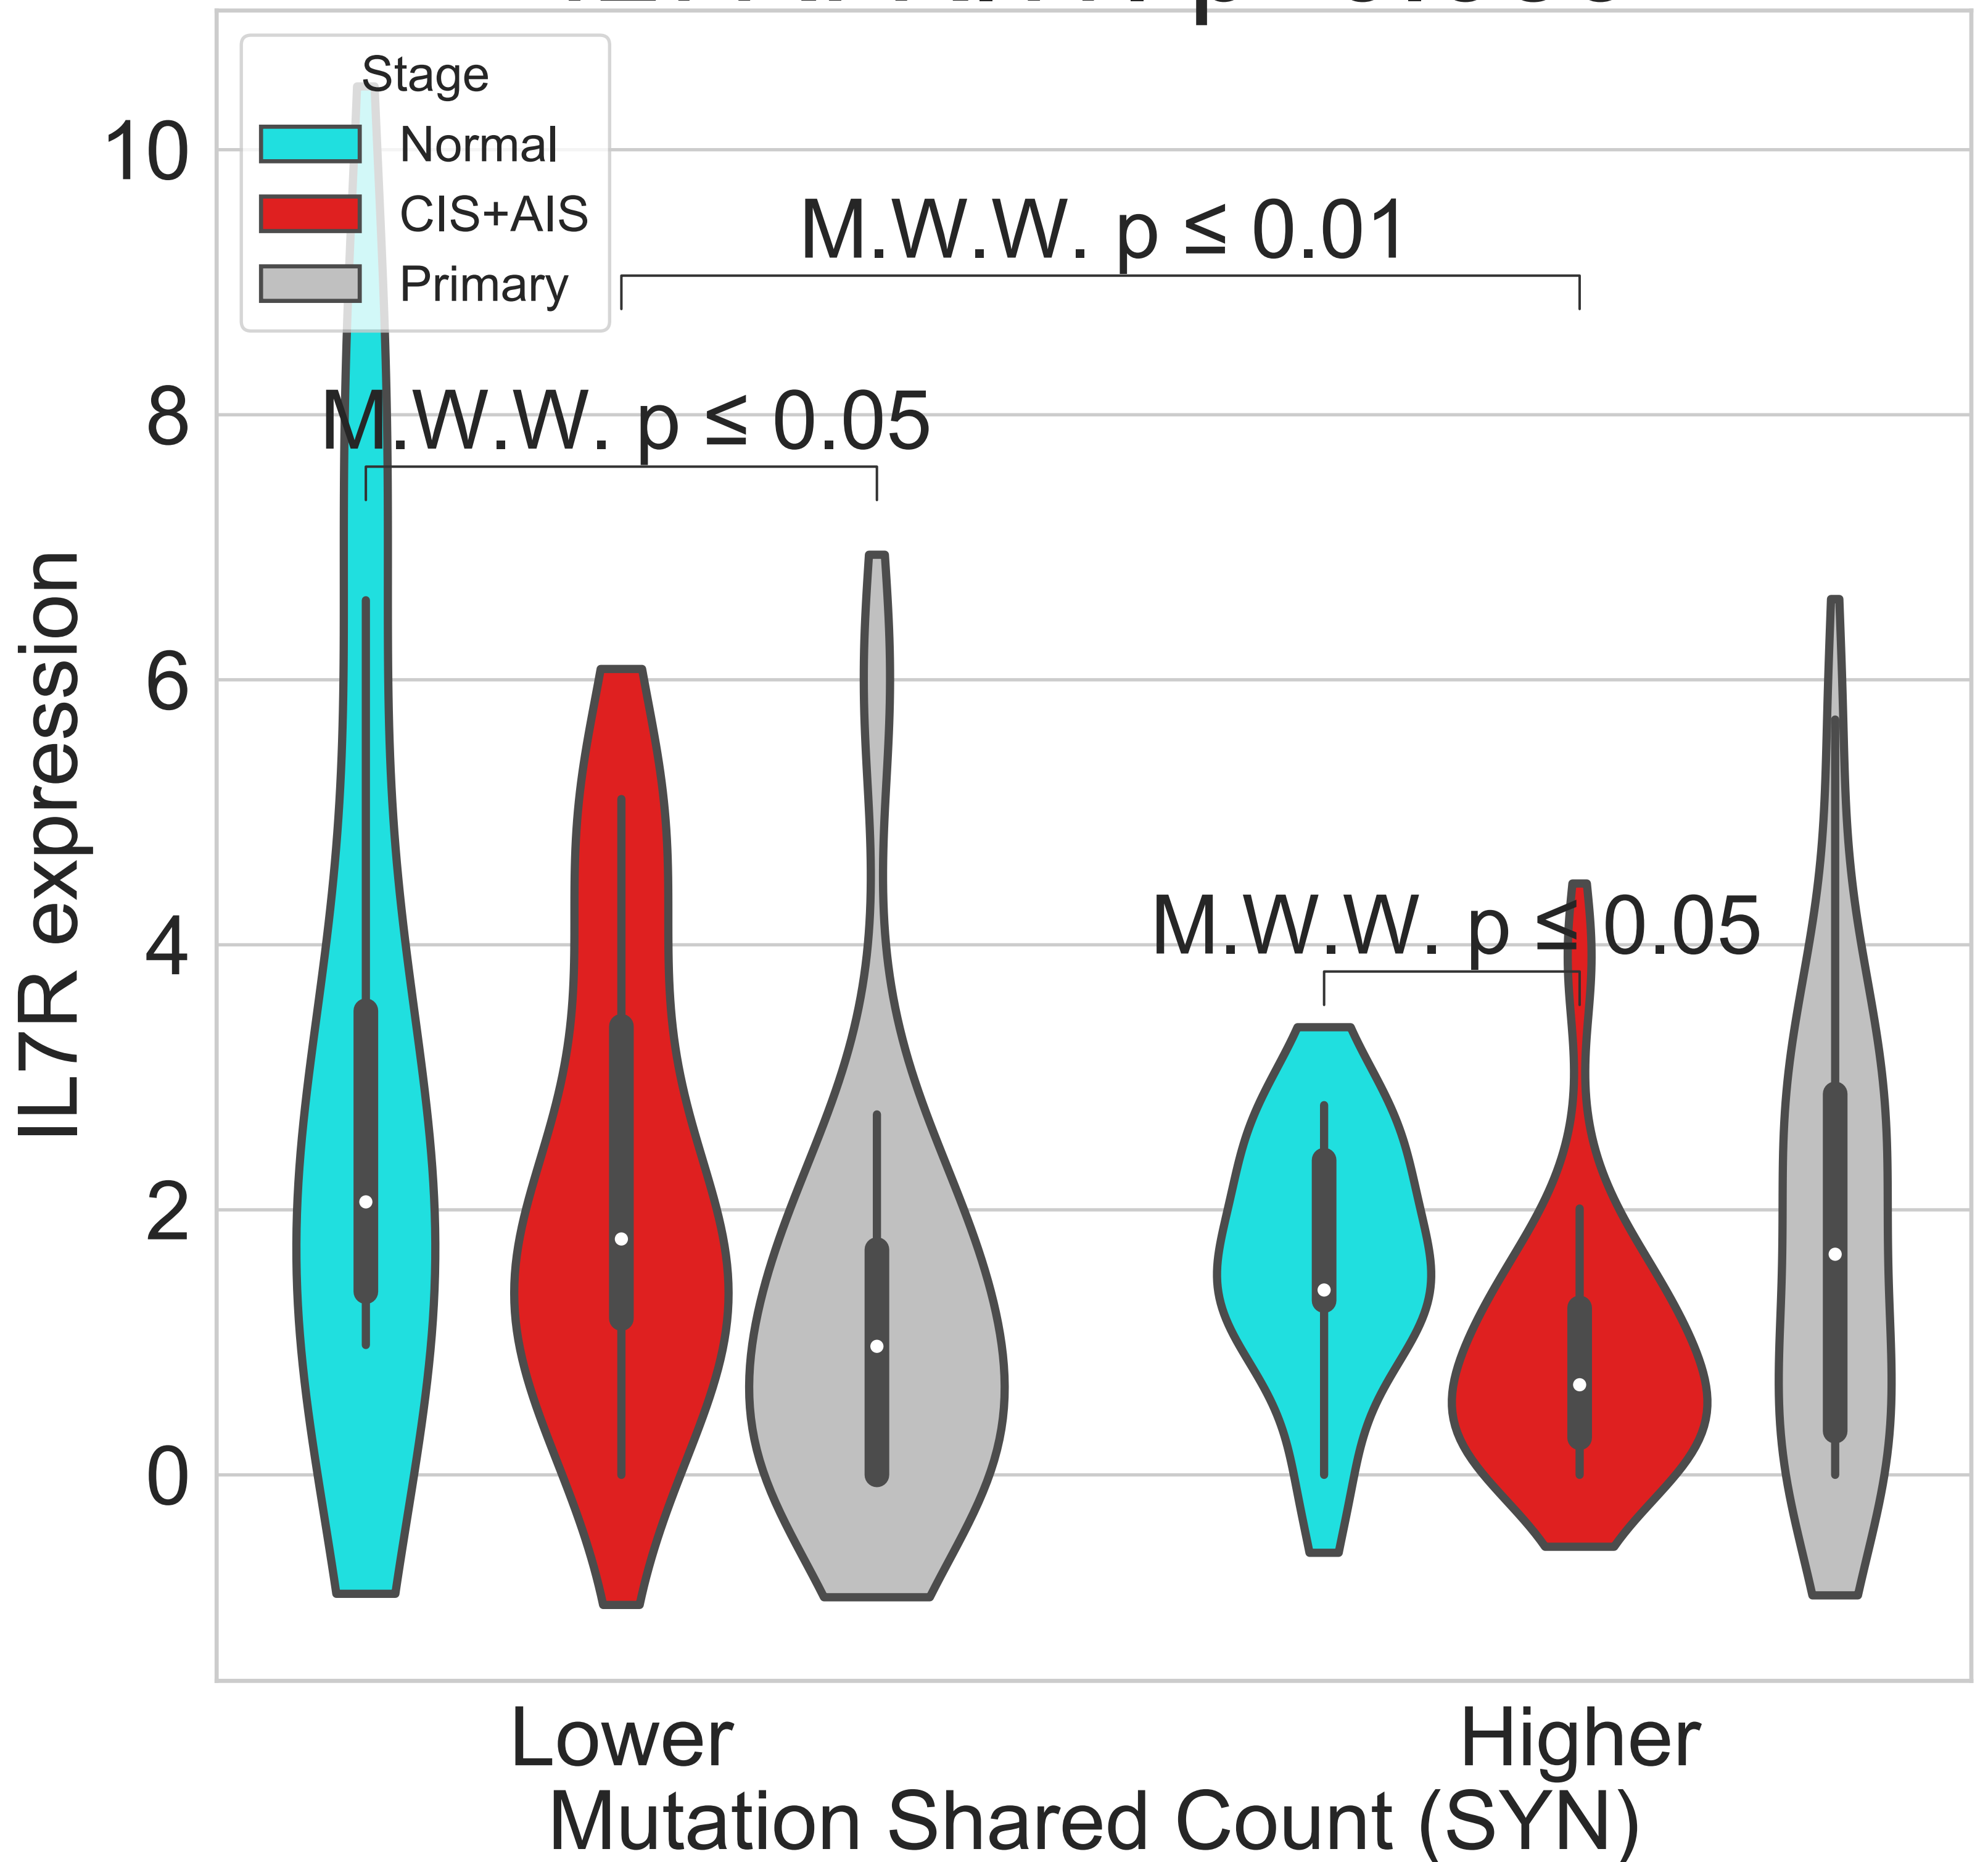 Stage
Normal
CIS+AIS
Primary
M.W.W. p ≤ 0.01
M.W.W. p ≤ 0.05
M.W.W. p ≤ 0.05
10
8
6
4
2
0
IL7R expression
Lower
Higher
Mutation Shared Count (SYN)